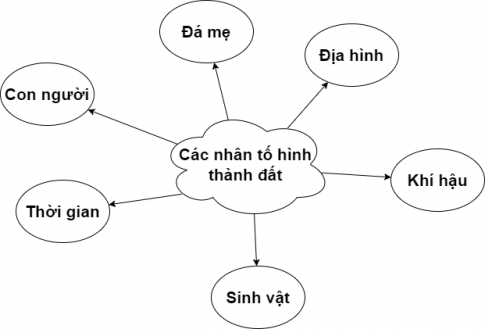 Đá mẹ
Địa hình
Con người
Các nhân tố hình
thành đất
Khí hậu
Thời gian
Sinh vật